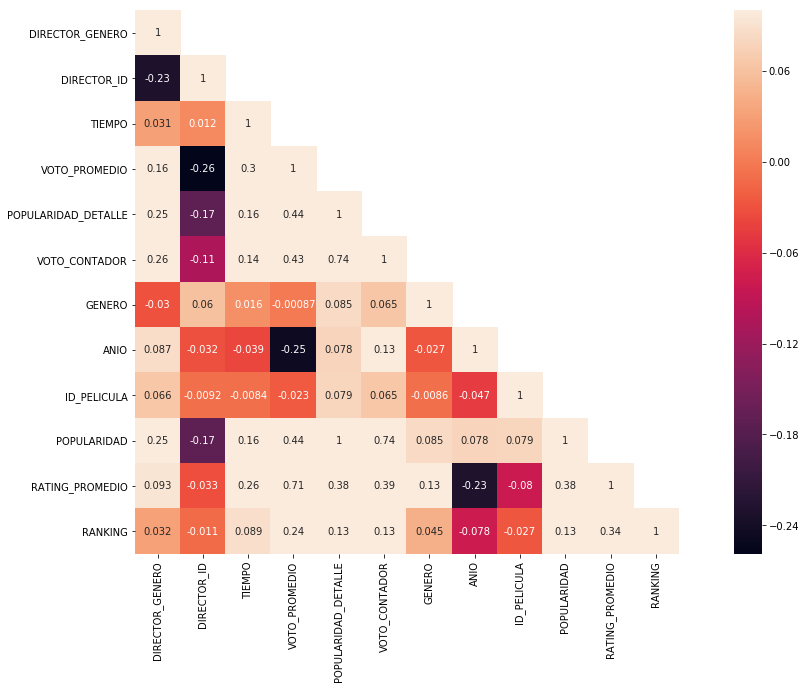 DIRECTOR_GENERO 1
DIRECTOR_ID -0.23 1
TIEMPO 0.031 0.012 1
VOTO_PROMEDIO 0.16 -0.26 0.3 1
POPULARIDAD_DETALLE 0.25 -0.17 0.16 0.44 1
VOTO_CONTADOR 0.26 -0.11 0.14 0.43 0.74 1
GENERO -0.03 0.06 0.016 -0.00087 0.085 0.065 1
ANIO 0.087 -0.032 -0.039 -0.25 0.078 0.13 -0.027 1
ID_PELICULA 0.066 -0.0092 -0.0084 -0.023 0.079 0.065 -0.0086 -0.047 1
POPULARIDAD 0.25 -0.17 0.16 0.44 1 0.74 0.085 0.078 0.079 1
RATING_PROMEDIO 0.093 -0.033 0.26 0.71 0.38 0.39 0.13 -0.23 -0.08 0.38 1
RANKING 0.032 -0.011 0.089 0.24 0.13 0.13 0.045 -0.078 -0.027 0.13 0.34 1
DIRECTOR_GENERO
DIRECTOR_ID
TIEMPO
VOTO_PROMEDIO
POPULARIDAD_DETALLE
VOTO_CONTADOR
GENERO
ANIO
ID_PELICULA
POPULARIDAD
RATING_PROMEDIO
RANKING
0.06
0.00
−0.06
−0.12
−0.18
−0.24